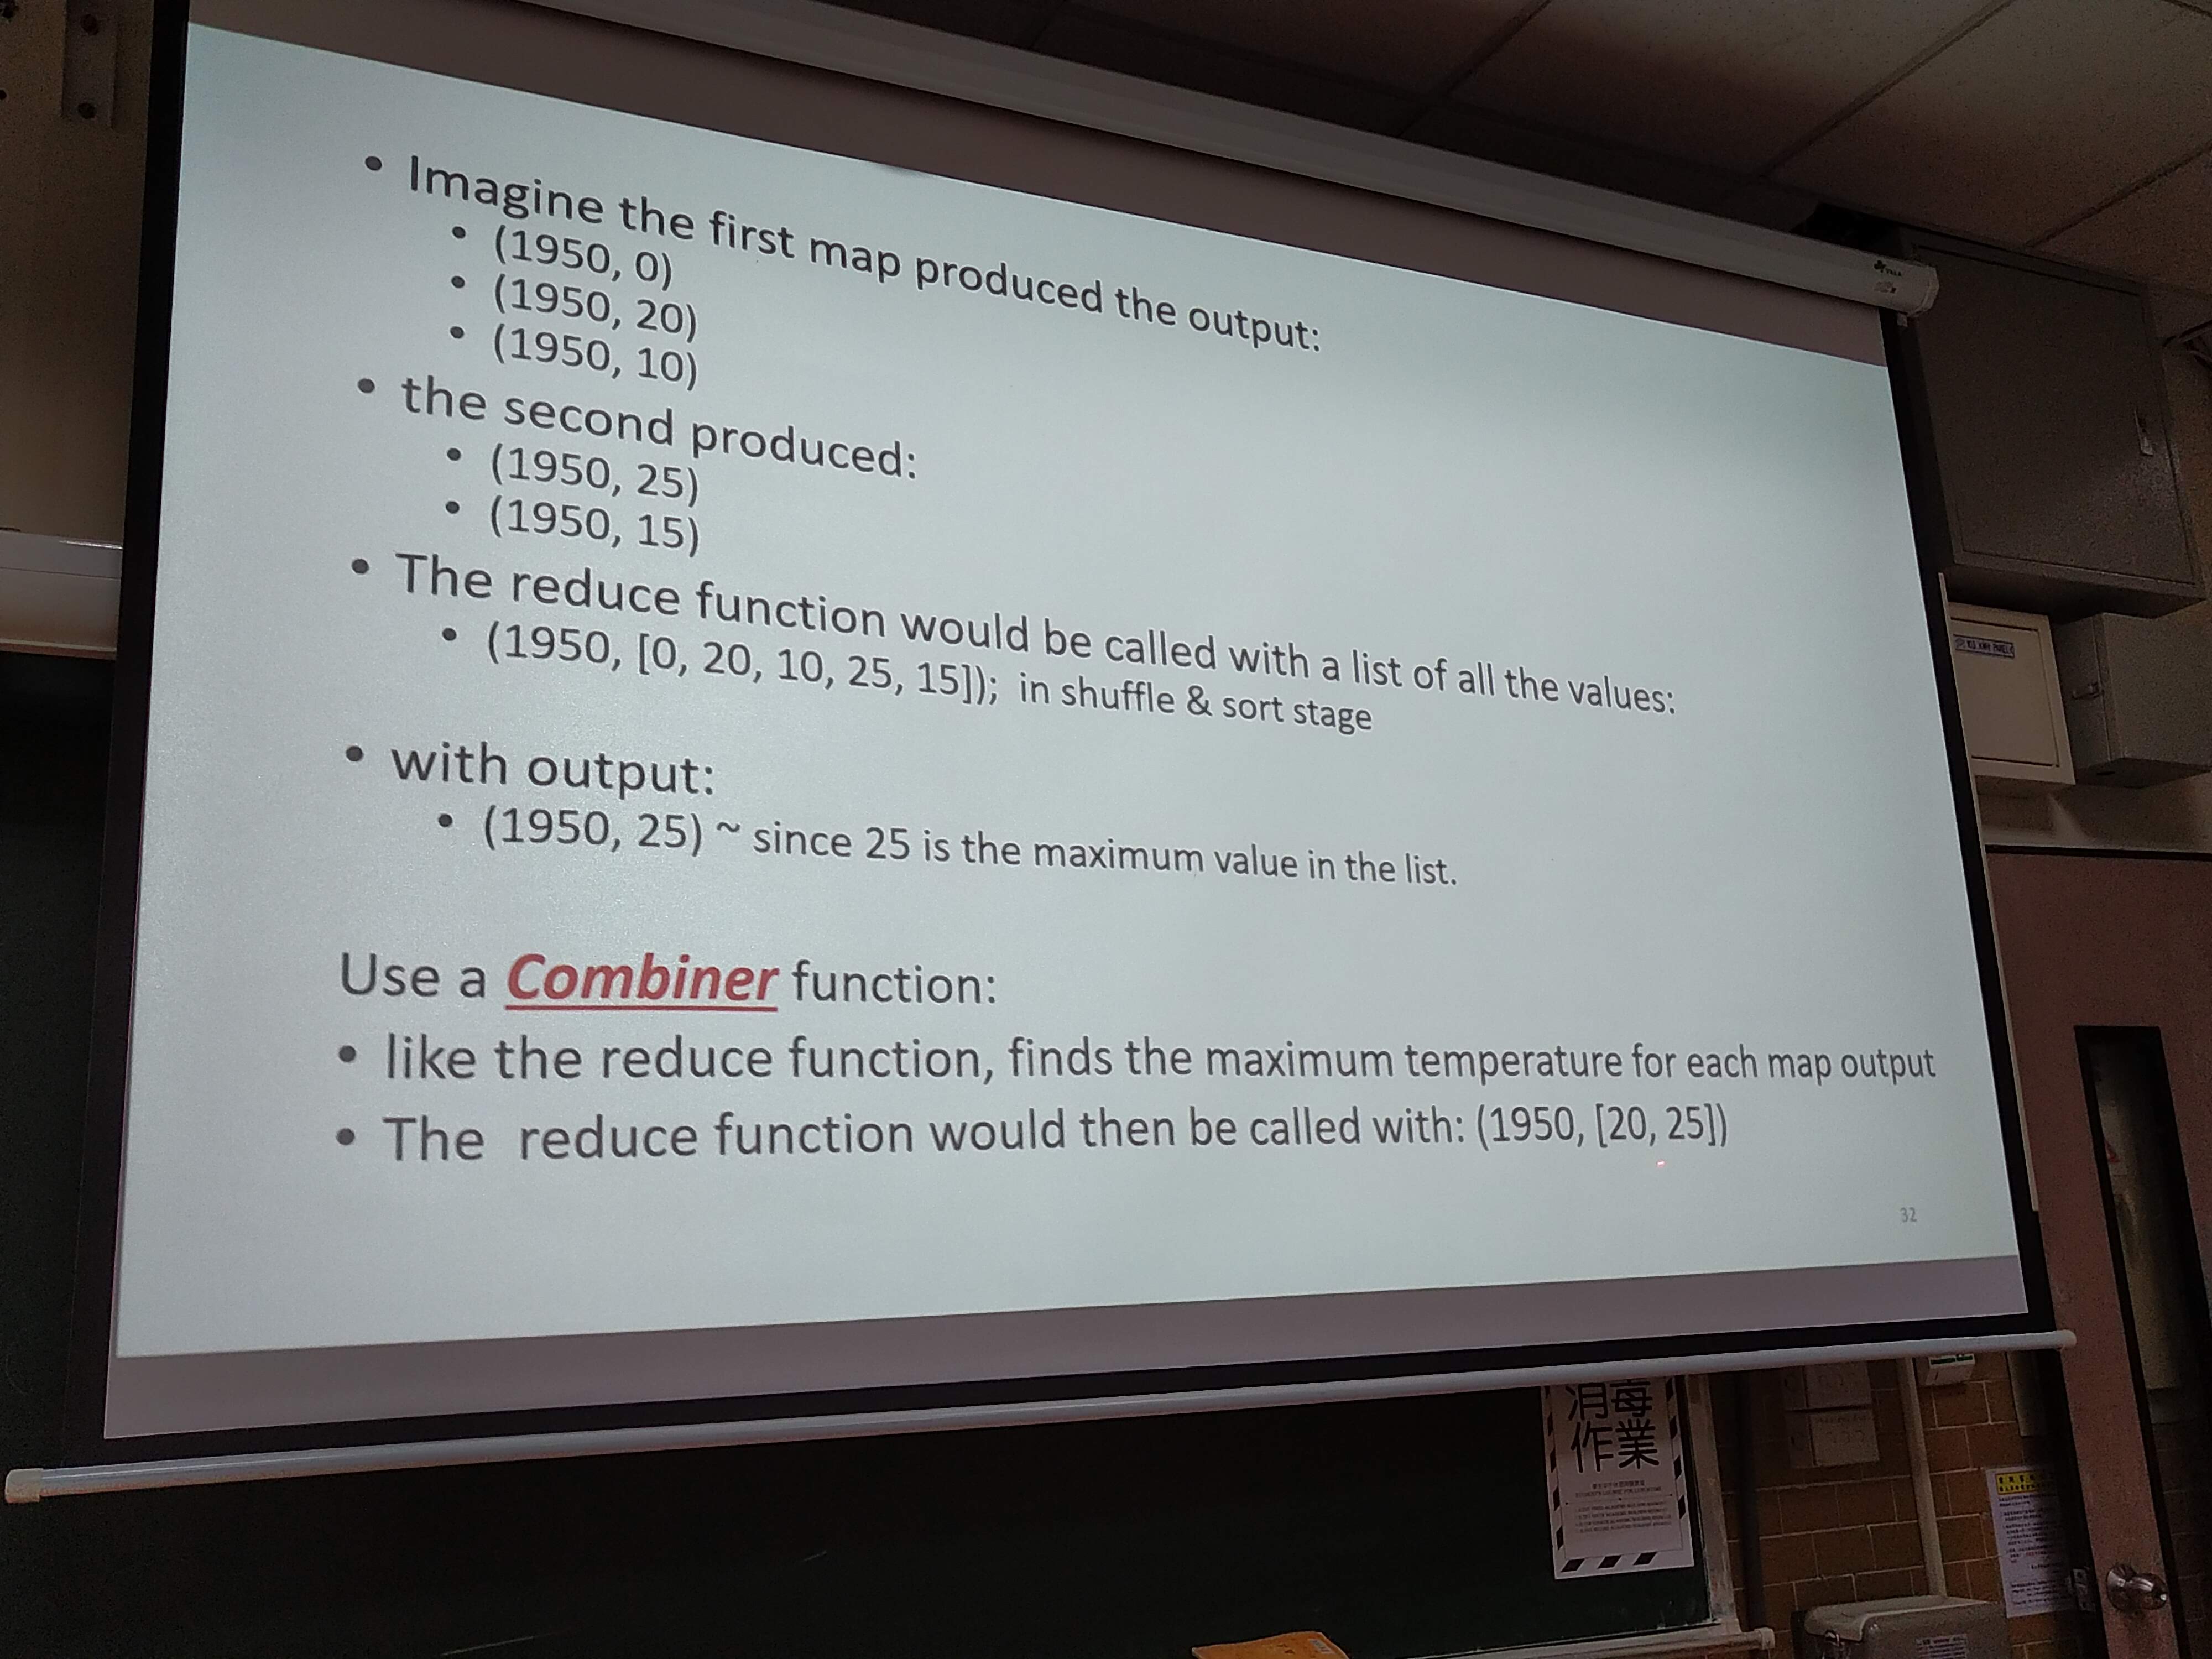 • Imagine the first map produced the output:
• (1950, 0)
• (1950, 20)
• (1950, 10)
• the second produced:
• (1950, 25)
• (1950, 15)
• The reduce function would be called with a list of all the values:
• (1950, [0, 20, 10, 25, 15]); in shuffle & sort stage
• with output:
• (1950, 25) ~ since 25 is the maximum value in the list.
Use a Combiner function:
• like the reduce function, finds the maximum temperature for each map output
• The reduce function would then be called with: (1950, [20, 25])
32
消毒
作業